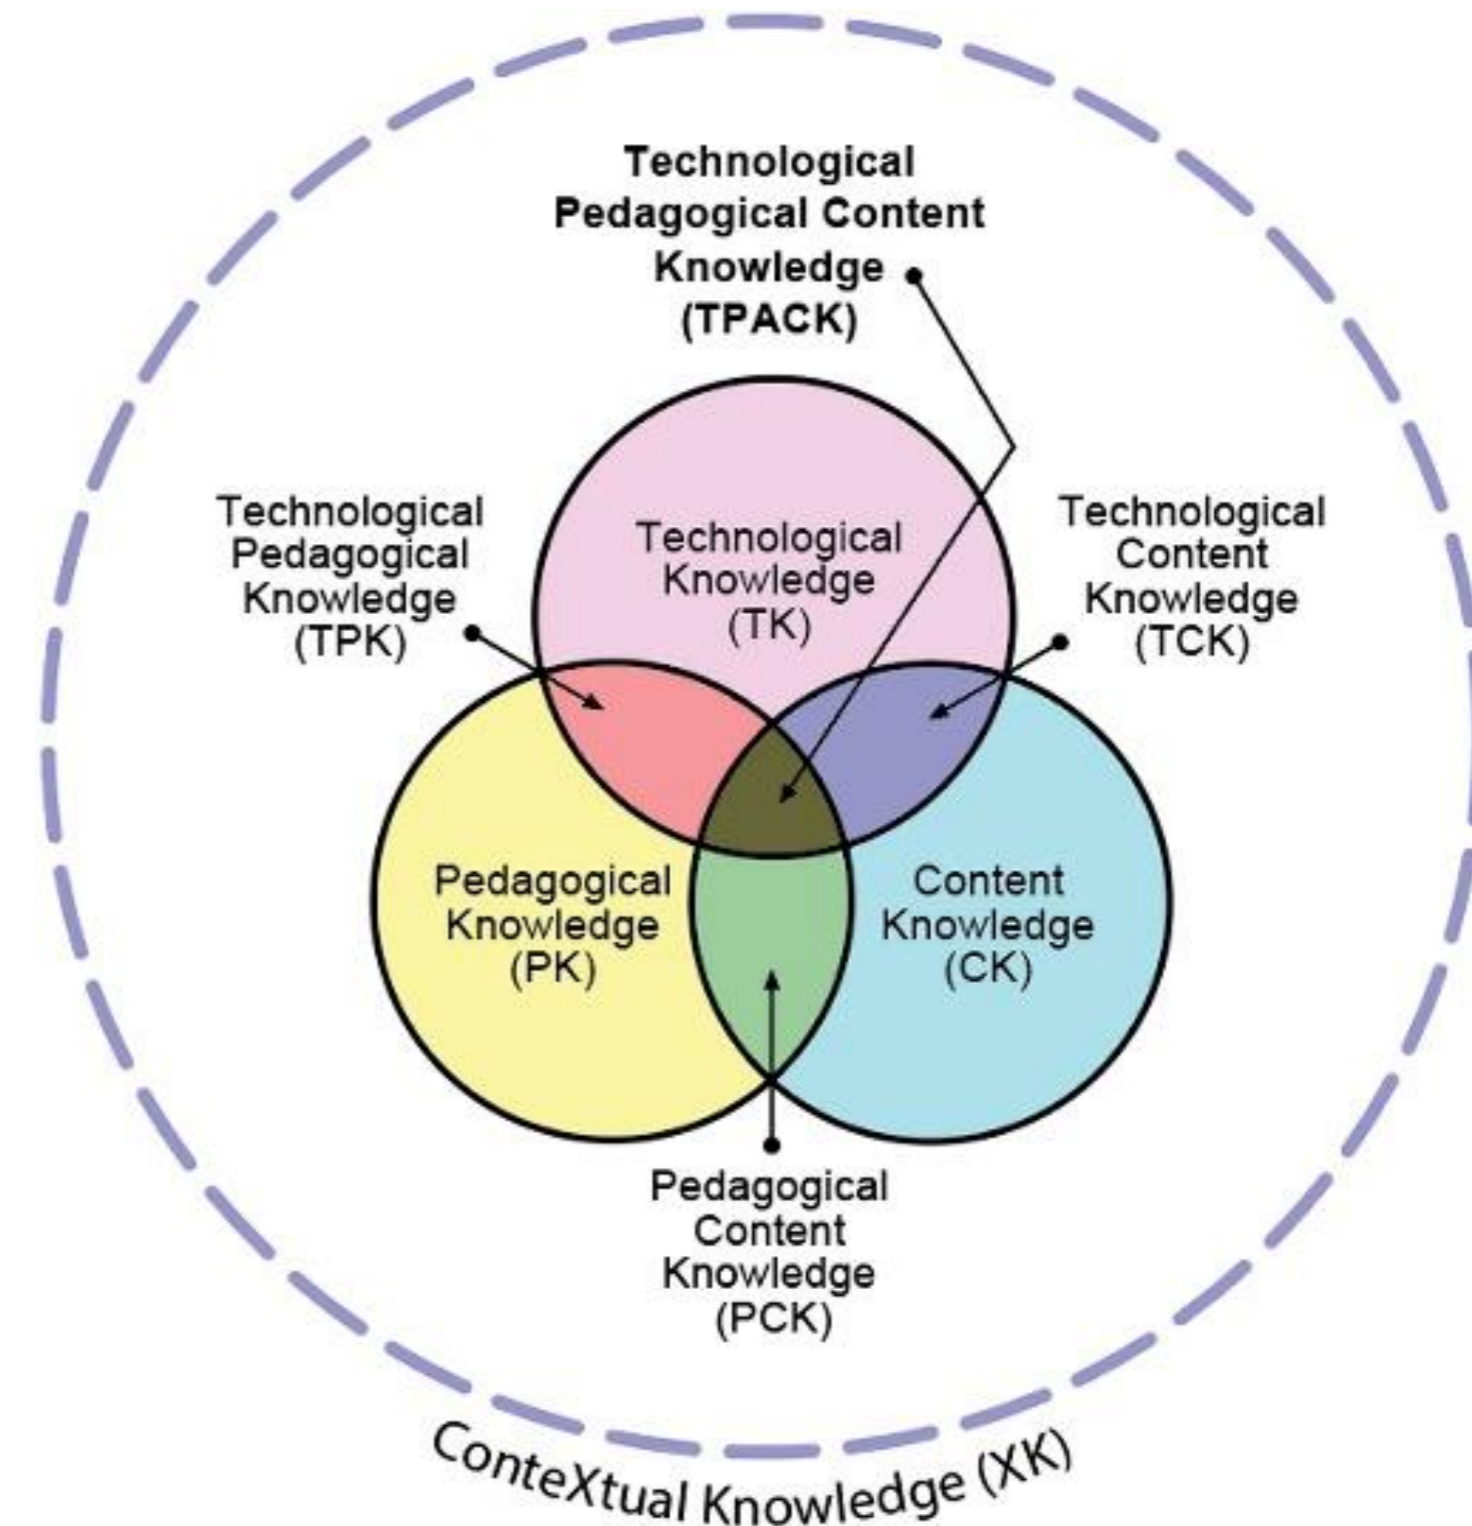 Technological
Pedagogical Content
Knowledge
(TPACK)
Technological
Pedagogical
Knowledge
(TPK)
Technological
Knowledge
(TK)
Technological
Content
Knowledge
(TCK)
Pedagogical
Knowledge
(PK)
Content
Knowledge
(CK)
Pedagogical
Content
Knowledge
(PCK)
ConteXtual Knowledge (XK)